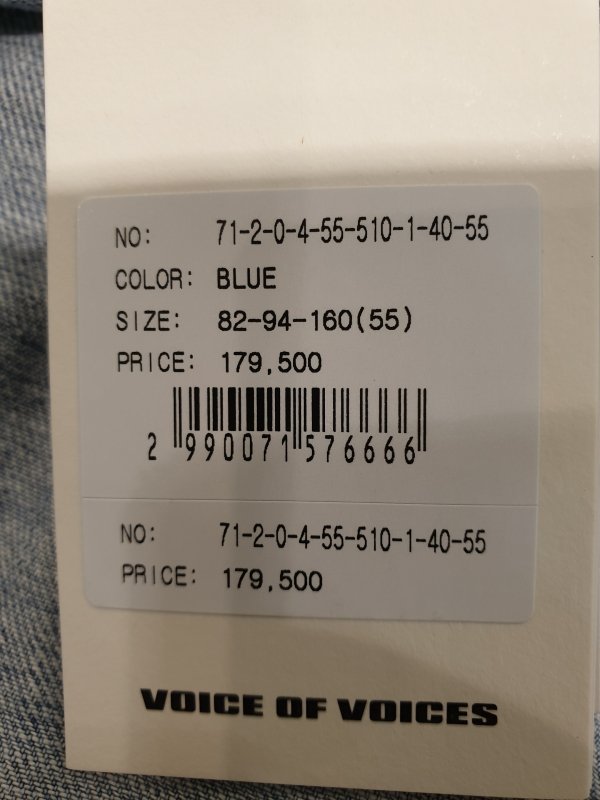 NO: 71-2-0-4-55-510-1-40-55
COLOR: BLUE
SIZE: 82-94-160(55)
PRICE: 179,500
2 990071 576666
NO: 71-2-0-4-55-510-1-40-55
PRICE: 179,500
VOICE OF VOICES